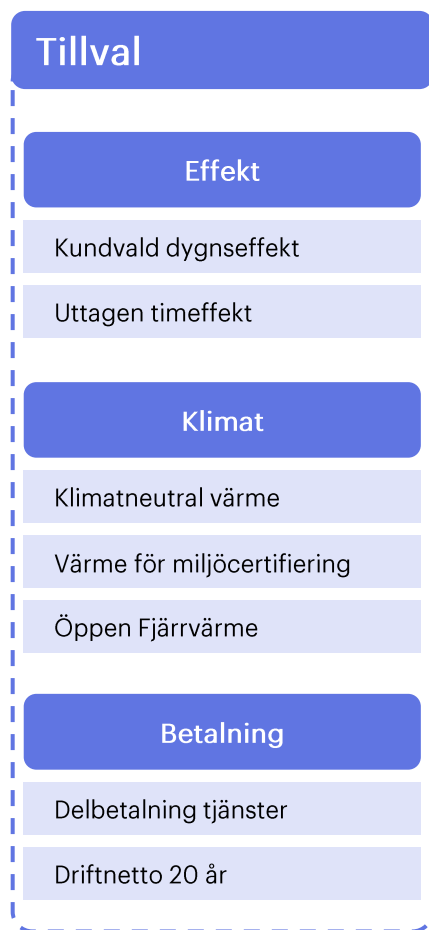 Tillval
Effekt
Kundvald dygnseffekt
Uttagen timeffekt
Klimat
Klimatneutral värme
Värme för miljöcertifiering
Öppen Fjärrvärme
Betalning
Delbetalning tjänster
Driftnetto 20 år